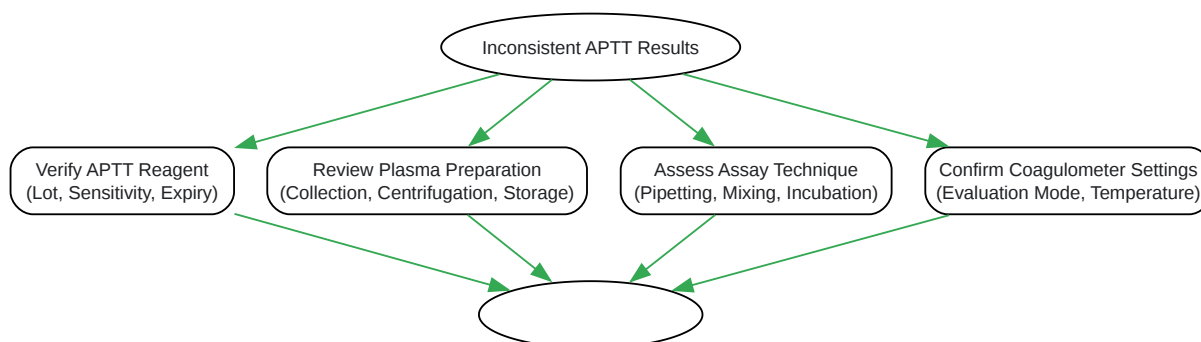 Inconsistent APTT Results
Verify APTT Reagent
(Lot, Sensitivity, Expiry)
Review Plasma Preparation
(Collection, Centrifugation, Storage)
Assess Assay Technique
(Pipetting, Mixing, Incubation)
Confirm Coagulometer Settings
(Evaluation Mode, Temperature)